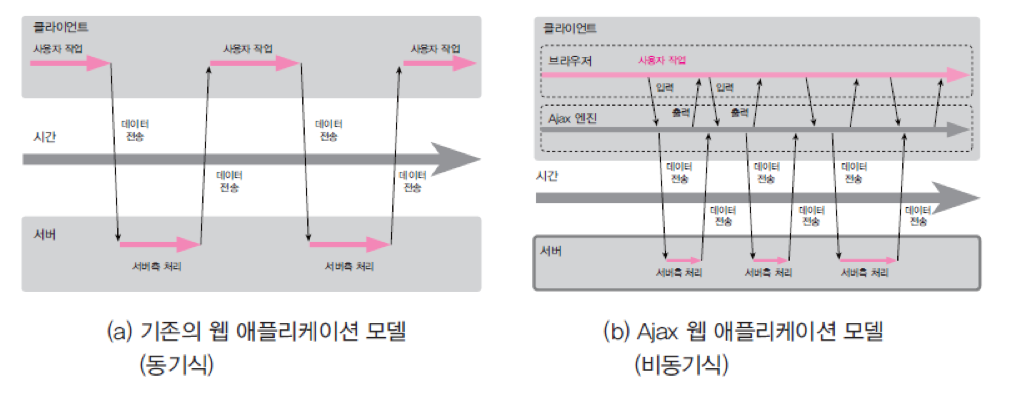 클라이언트
사용자 작업
사용자 작업
사용자 작업
데이터
전송
시간
데이터
전송
데이터
전송
서버
서버측 처리
서버측 처리
(a) 기존의 웹 애플리케이션 모델
(동기식)
클라이언트
브라우저
사용자 작업
입력
입력
출력
출력
Ajax 엔진
데이터
전송
데이터
전송
데이터
전송
시간
데이터
전송
데이터
전송
데이터
전송
서버
서버측 처리
서버측 처리
서버측 처리
(b) Ajax 웹 애플리케이션 모델
(비동기식)